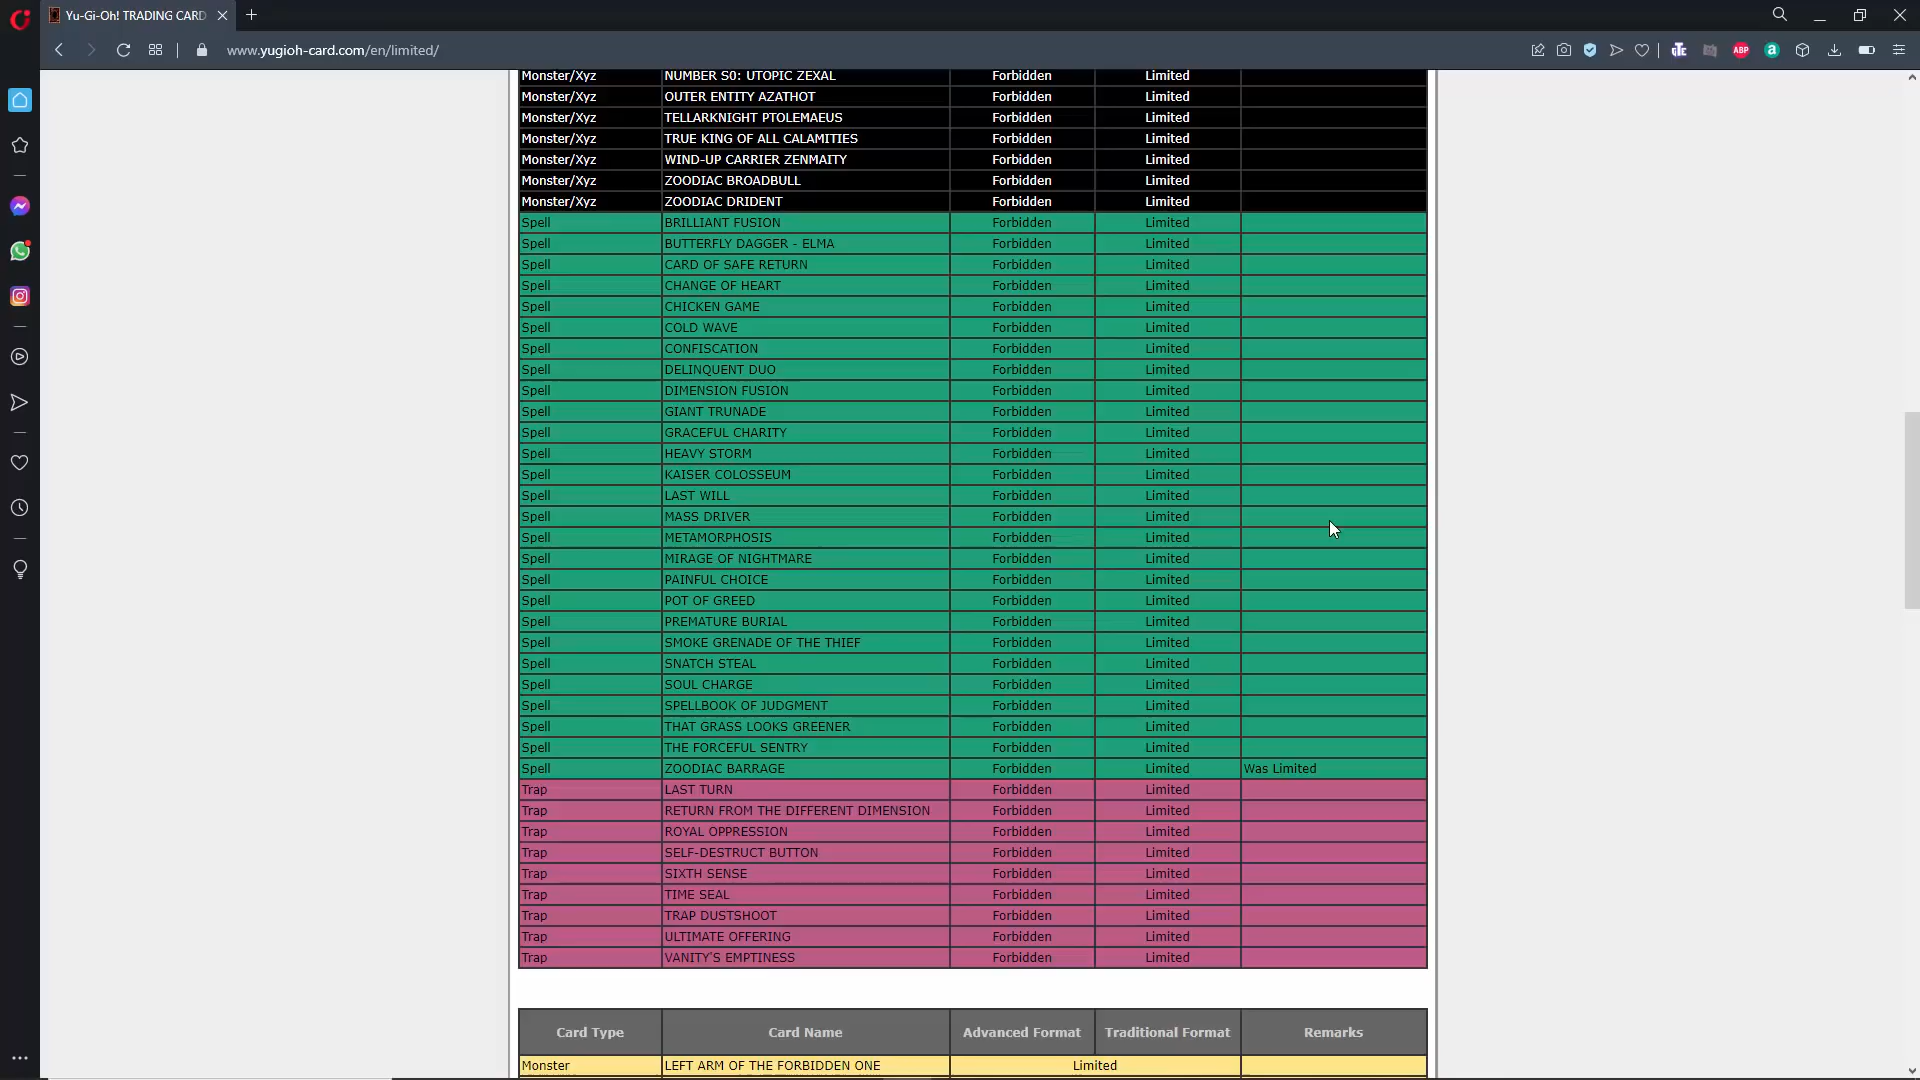 Yu-Gi-Oh! TRADING CARD
www.yugioh-card.com/en/limited/
ABP
a
Monster/Xyz NUMBER S0: UTOPIC ZEXAL Forbidden Limited
Monster/Xyz OUTER ENTITY AZATHOT Forbidden Limited
Monster/Xyz TELLARKNIGHT PTOLEMAEUS Forbidden Limited
Monster/Xyz TRUE KING OF ALL CALAMITIES Forbidden Limited
Monster/Xyz WIND-UP CARRIER ZENMAITY Forbidden Limited
Monster/Xyz ZOODIAC BROADBULL Forbidden Limited
Monster/Xyz ZOODIAC DRIDENT Forbidden Limited
Spell BRILLIANT FUSION Forbidden Limited
Spell BUTTERFLY DAGGER - ELMA Forbidden Limited
Spell CARD OF SAFE RETURN Forbidden Limited
Spell CHANGE OF HEART Forbidden Limited
Spell CHICKEN GAME Forbidden Limited
Spell COLD WAVE Forbidden Limited
Spell CONFISCATION Forbidden Limited
Spell DELINQUENT DUO Forbidden Limited
Spell DIMENSION FUSION Forbidden Limited
Spell GIANT TRUNADE Forbidden Limited
Spell GRACEFUL CHARITY Forbidden Limited
Spell HEAVY STORM Forbidden Limited
Spell KAISER COLOSSEUM Forbidden Limited
Spell LAST WILL Forbidden Limited
Spell MASS DRIVER Forbidden Limited
Spell METAMORPHOSIS Forbidden Limited
Spell MIRAGE OF NIGHTMARE Forbidden Limited
Spell PAINFUL CHOICE Forbidden Limited
Spell POT OF GREED Forbidden Limited
Spell PREMATURE BURIAL Forbidden Limited
Spell SMOKE GRENADE OF THE THIEF Forbidden Limited
Spell SNATCH STEAL Forbidden Limited
Spell SOUL CHARGE Forbidden Limited
Spell SPELLBOOK OF JUDGMENT Forbidden Limited
Spell THAT GRASS LOOKS GREENER Forbidden Limited
Spell THE FORCEFUL SENTRY Forbidden Limited
Spell ZOODIAC BARRAGE Forbidden Limited Was Limited
Trap LAST TURN Forbidden Limited
Trap RETURN FROM THE DIFFERENT DIMENSION Forbidden Limited
Trap ROYAL OPPRESSION Forbidden Limited
Trap SELF-DESTRUCT BUTTON Forbidden Limited
Trap SIXTH SENSE Forbidden Limited
Trap TIME SEAL Forbidden Limited
Trap TRAP DUSTSHOOT Forbidden Limited
Trap ULTIMATE OFFERING Forbidden Limited
Trap VANITY'S EMPTINESS Forbidden Limited
Card Type Card Name Advanced Format Traditional Format Remarks
Monster LEFT ARM OF THE FORBIDDEN ONE Limited